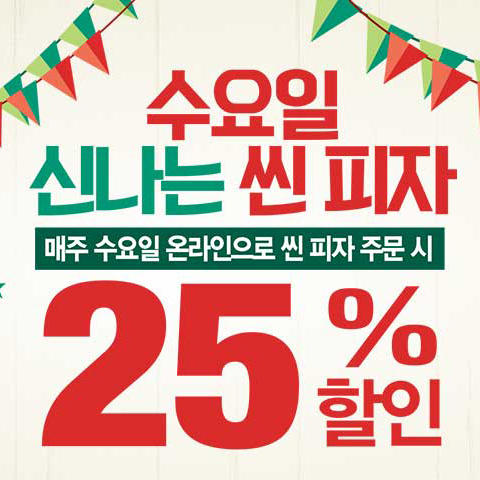 수요일
신나는 씬 피자
매주 수요일 온라인으로 씬 피자 주문 시
25%
할인